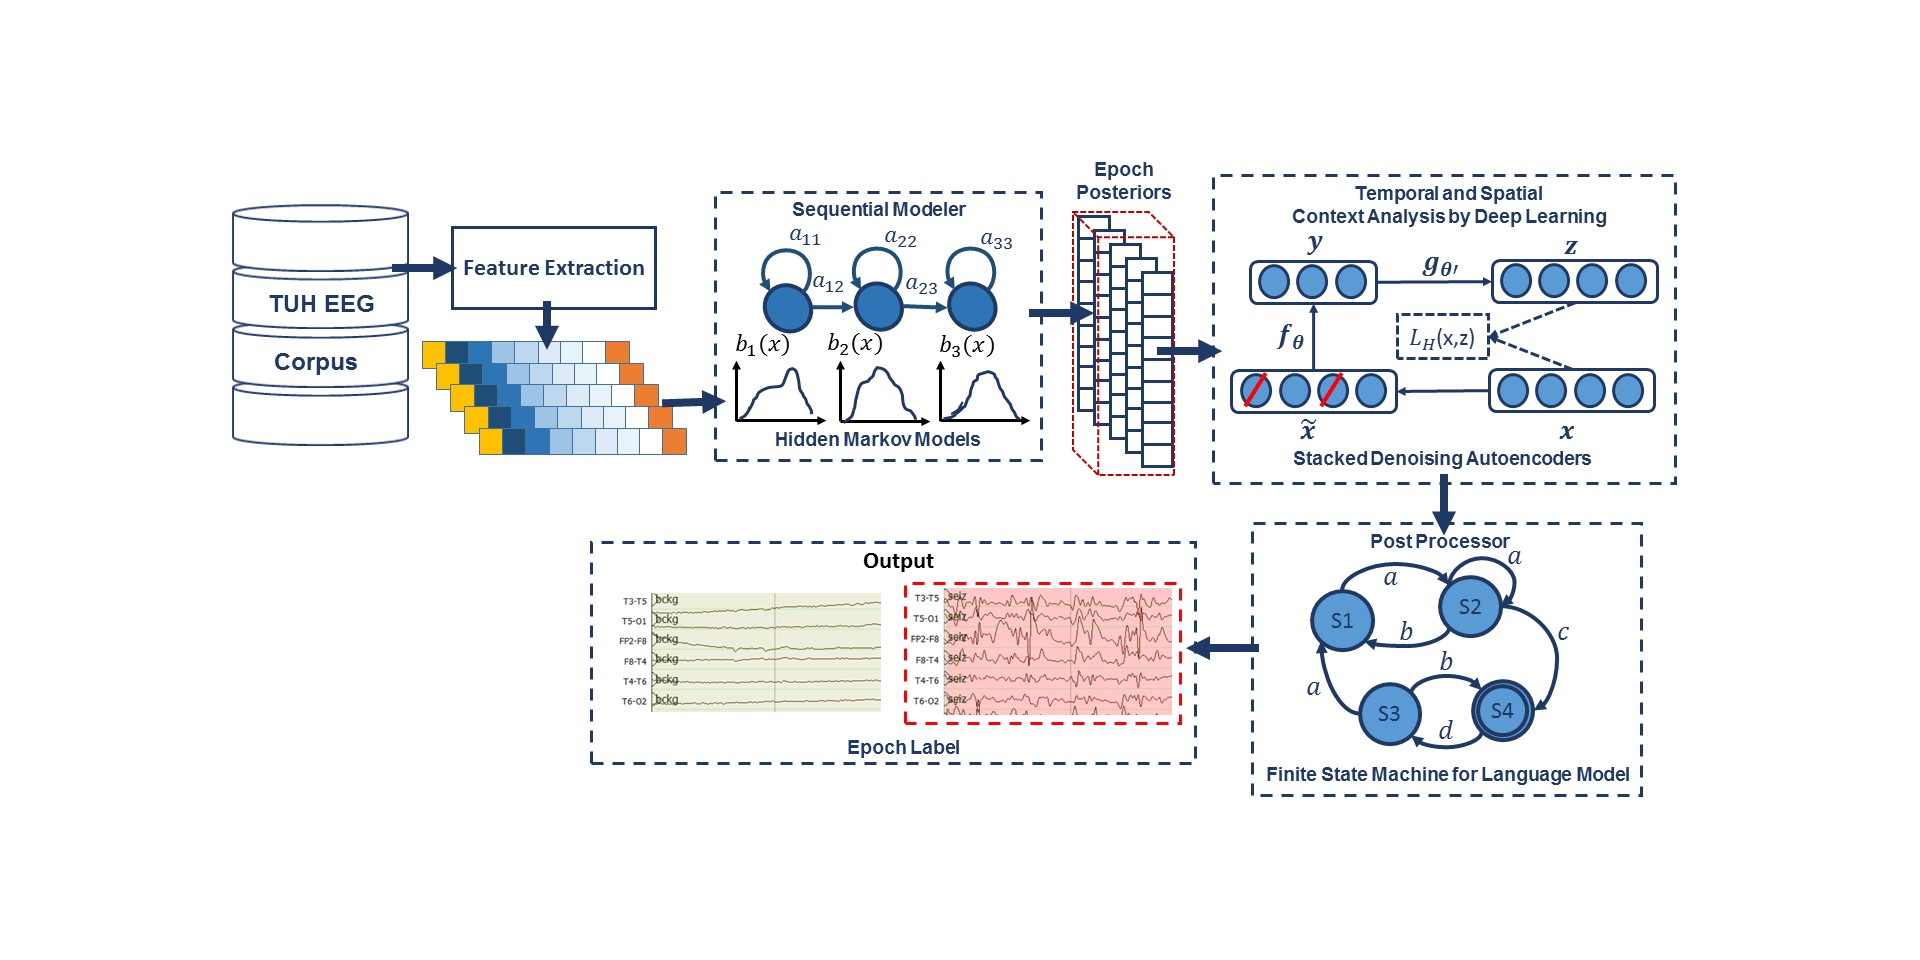 TUH EEG
Corpus
Feature Extraction
Sequential Modeler
a11 a22 a33
a12 a23
b1(x) b2(x) b3(x)
Hidden Markov Models
Epoch
Posteriors
Temporal and Spatial
Context Analysis by Deep Learning
y z
gθ′
fθ
LH(x,z)
x̃ x
Stacked Denoising Autoencoders
Post Processor
a
a
S1
S2
b
c
b
a
S3
S4
d
Finite State Machine for Language Model
Output
T3-T5 bckg
T5-O1 bckg
FP2-F8 bckg
F8-T4 bckg
T4-T6 bckg
T6-O2 bckg
T3-T5 seiz
T5-O1 seiz
FP2-F8 seiz
F8-T4 seiz
T4-T6 seiz
T6-O2 seiz
Epoch Label